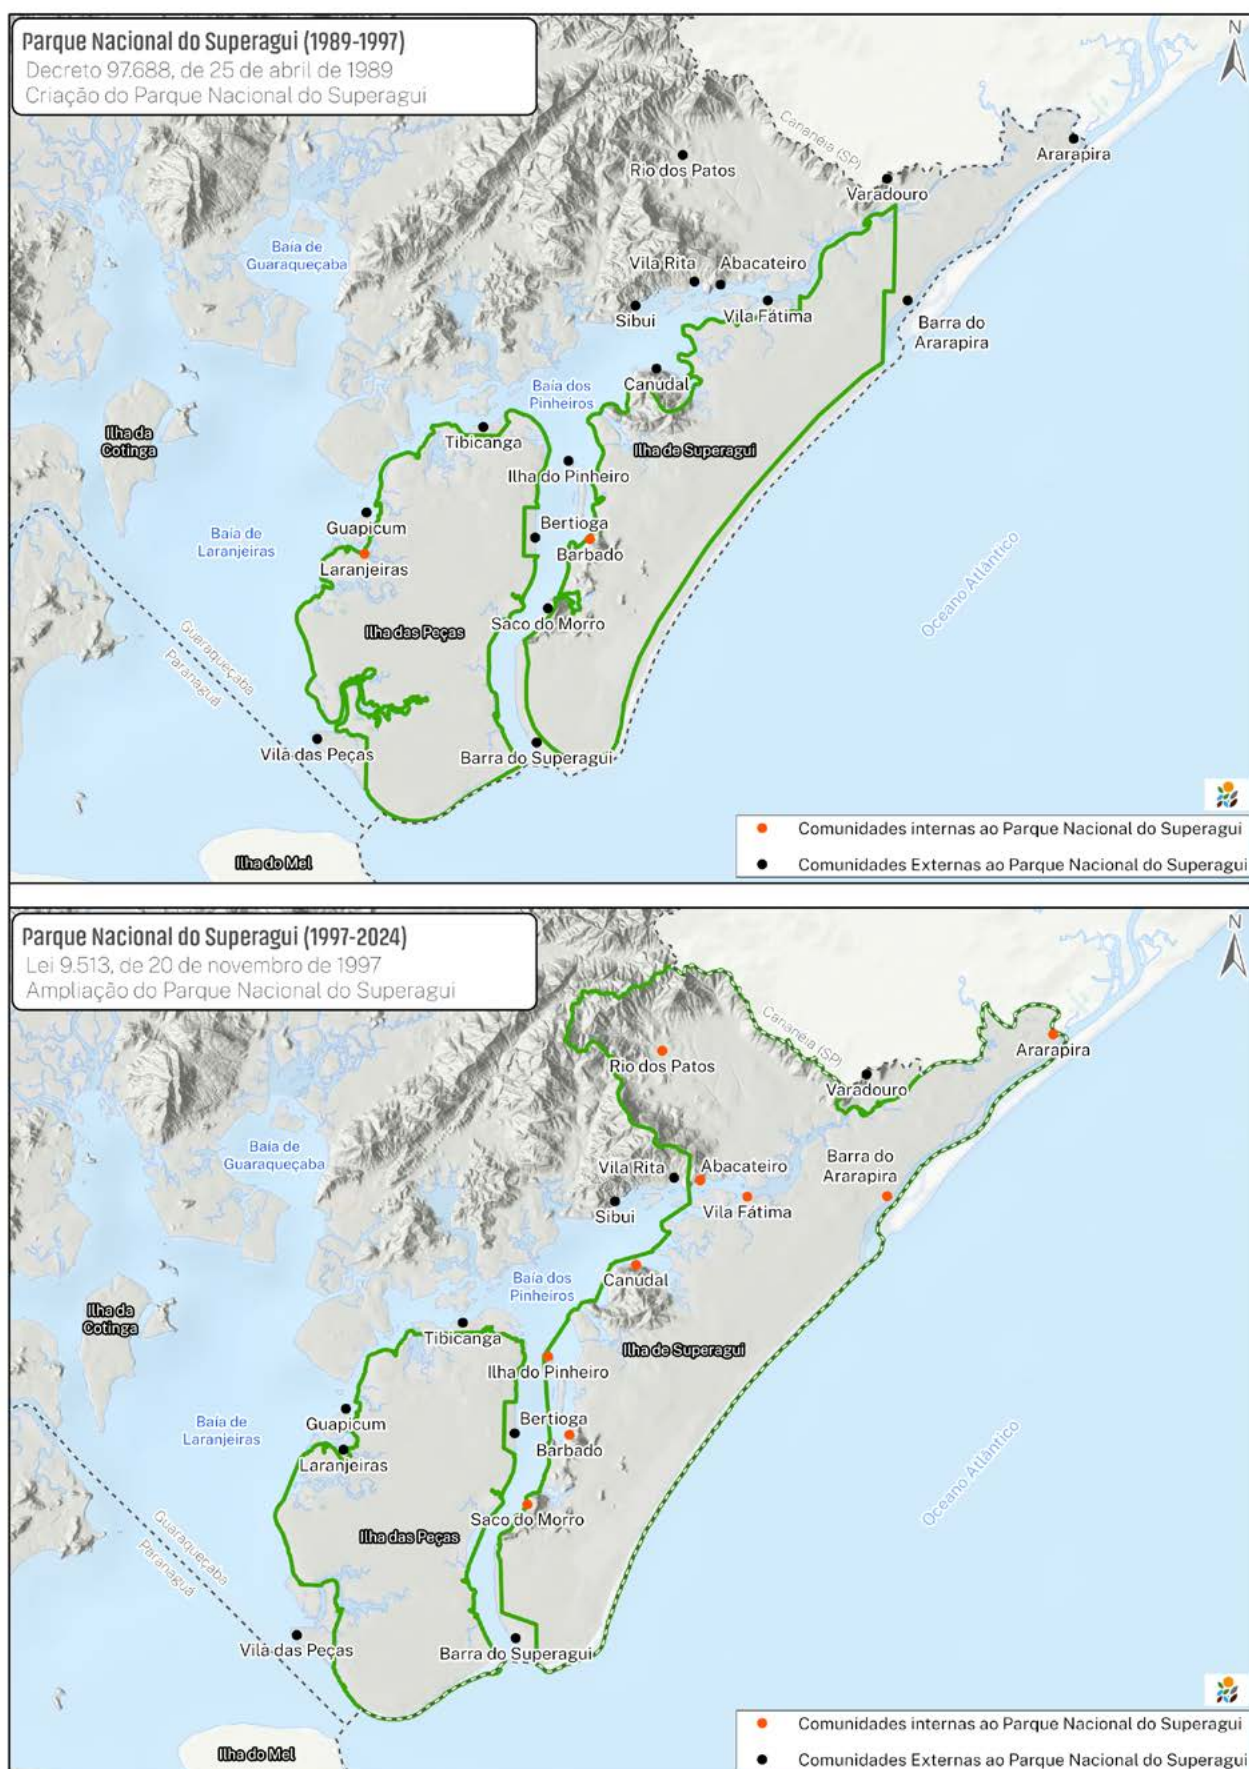 Parque Nacional do Superagui (1989-1997)
Decreto 97.688, de 25 de abril de 1989
Criação do Parque Nacional do Superagui
N
Cananéia (SP)
Ararapira
Rio dos Patos
Varadouro
Baía de
Guaraqueçaba
Vila Rita
Abacateiro
Sibui
Vila Fátima
Barra do
Ararapira
Canudal
Baía dos
Pinheiros
Ilha da
Cotinga
Tibicanga
Ilha de Superagui
Ilha do Pinheiro
Guapicum
Baía de
Laranjeiras
Bertioga
Barbado
Laranjeiras
Oceano Atlântico
Saco do Morro
Ilha das Peças
Guaraqueçaba
Paranaguá
Vila das Peças
Barra do Superagui
Ilha do Mel
Comunidades internas ao Parque Nacional do Superagui
Comunidades Externas ao Parque Nacional do Superagui
Parque Nacional do Superagui (1997-2024)
Lei 9.513, de 20 de novembro de 1997
Ampliação do Parque Nacional do Superagui
N
Cananéia (SP)
Ararapira
Rio dos Patos
Varadouro
Baía de
Guaraqueçaba
Vila Rita
Abacateiro
Barra do
Ararapira
Sibui
Vila Fátima
Canudal
Baía dos
Pinheiros
Ilha da
Cotinga
Tibicanga
Ilha de Superagui
Ilha do Pinheiro
Guapicum
Baía de
Laranjeiras
Bertioga
Barbado
Laranjeiras
Oceano Atlântico
Saco do Morro
Ilha das Peças
Guaraqueçaba
Paranaguá
Vila das Peças
Barra do Superagui
Ilha do Mel
Comunidades internas ao Parque Nacional do Superagui
Comunidades Externas ao Parque Nacional do Superagui